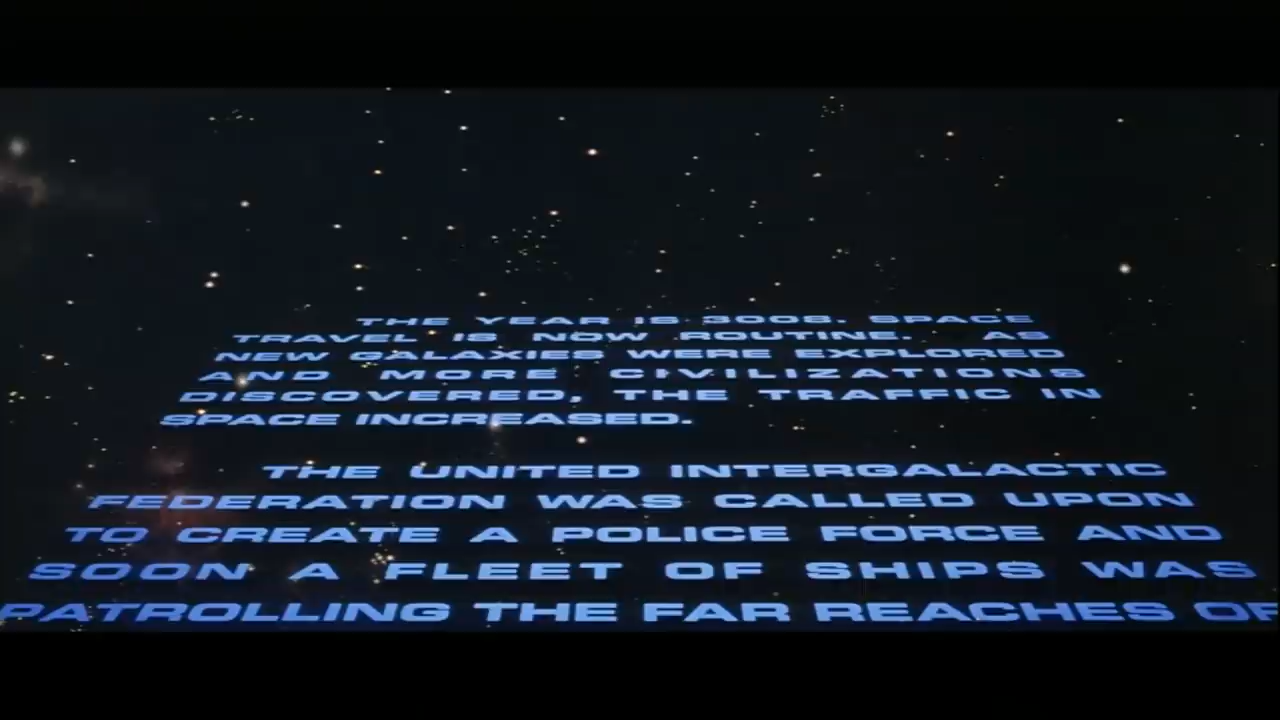 THE YEAR IS 3008. SPACE
TRAVEL IS NOW ROUTINE. AS
NEW GALAXIES WERE EXPLORED
AND MORE CIVILIZATIONS
DISCOVERED, THE TRAFFIC IN
SPACE INCREASED.
THE UNITED INTERGALACTIC
FEDERATION WAS CALLED UPON
TO CREATE A POLICE FORCE AND
SOON A FLEET OF SHIPS WAS
PATROLLING THE FAR REACHES OF